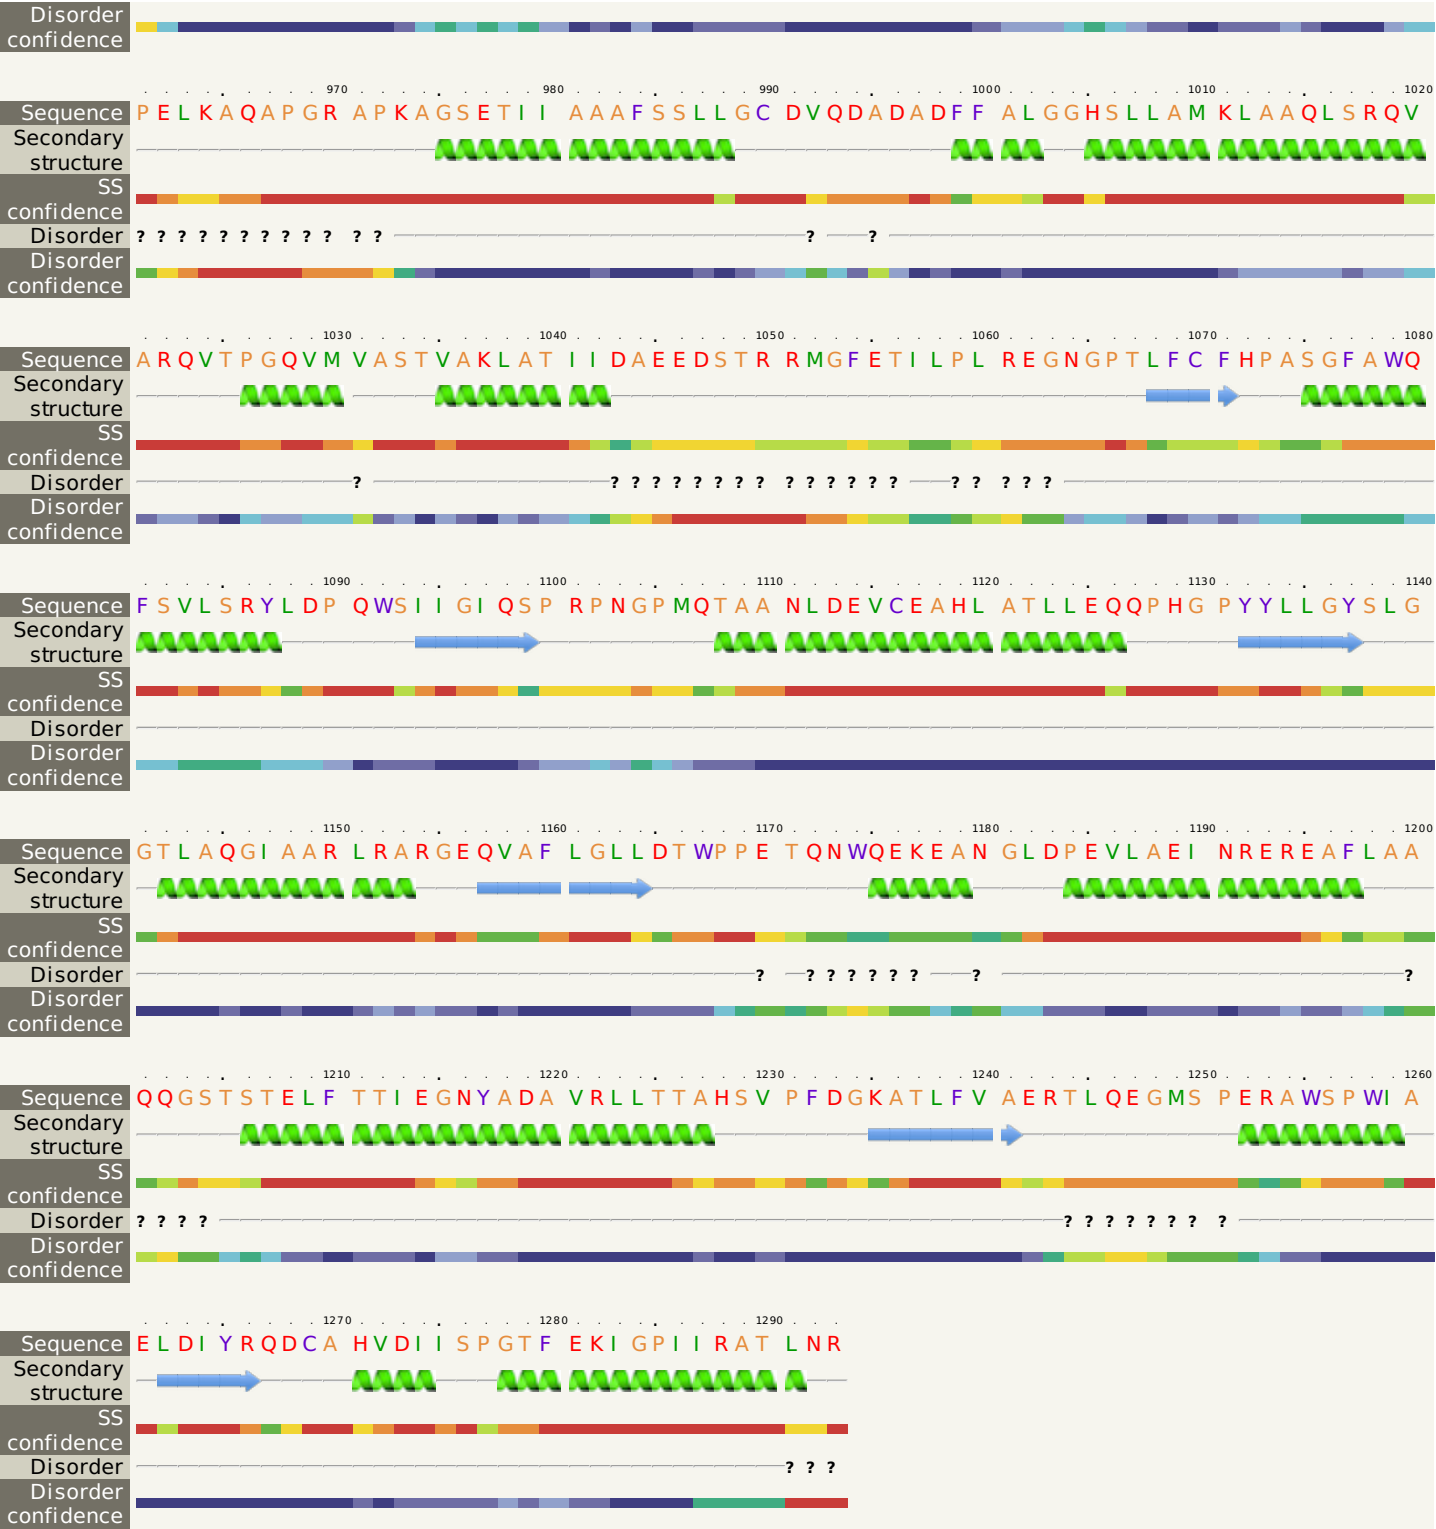 Disorder
confidence
970 980 990 1000 1010 1020
Sequence PELKAQAPGR APKAGSETII AAAFSSLLGC DVQDADADFF ALGGHSLLAM KLAAQLSRQV
Secondary
structure
SS
confidence
Disorder ? ? ? ? ? ? ? ? ? ? ? ? ? ?
Disorder
confidence
1030 1040 1050 1060 1070 1080
Sequence ARQVTPGQVM VASTVAKLAT IIDAEEDSTR RMGFETILPL REGNGPTLFC FHPASGFAWQ
Secondary
structure
SS
confidence
Disorder ? ? ? ? ? ? ? ? ? ? ? ? ? ? ? ? ? ? ? ?
Disorder
confidence
1090 1100 1110 1120 1130 1140
Sequence FSVLSRYLDP QWSIIGIQSP RPNGPMQTAA NLDEVCEAHL ATLLEQQPHG PYYLLGYSLG
Secondary
structure
SS
confidence
Disorder
Disorder
confidence
1150 1160 1170 1180 1190 1200
Sequence GTLAQGIAAR LRARGEQVAF LGLLDTWPPE TQNWQEKEAN GLDPEVLAEI NREREAFLAA
Secondary
structure
SS
confidence
Disorder ? ? ? ? ? ? ? ? ?
Disorder
confidence
1210 1220 1230 1240 1250 1260
Sequence QQGSTSTELF TTIEGNYADA VRLLTTAHSV PFDGKATLFV AERTLQEGMS PERAWSPWIA
Secondary
structure
SS
confidence
Disorder ? ? ? ? ? ? ? ? ? ? ? ?
Disorder
confidence
1270 1280 1290
Sequence ELDIYRQDCA HVDIISPGTF EKIGPIIRAT LNR
Secondary
structure
SS
confidence
Disorder ? ? ?
Disorder
confidence